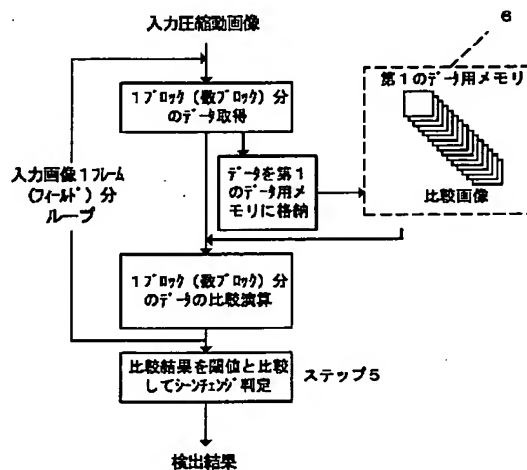 入力圧縮動画像
6
第1のデータ用メモリ
1ブロック（数ブロック）分
のデータ取得
入力画像1フレーム
（フィールド）分
ループ
データを第1
のデータ用メ
モリに格納
比較画像
1ブロック（数ブロック）分
のデータの比較演算
比較結果を閾値と比較
してシーンチェンジ判定
ステップ5
検出結果